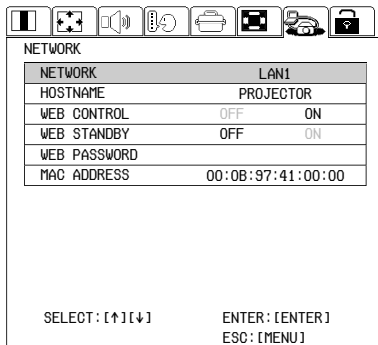 NETWORK
NETWORK LAN1
HOSTNAME PROJECTOR
WEB CONTROL OFF ON
WEB STANDBY OFF ON
WEB PASSWORD
MAC ADDRESS 00:0B:97:41:00:00
SELECT:[↑][↓] ENTER:[ENTER]
ESC:[MENU]